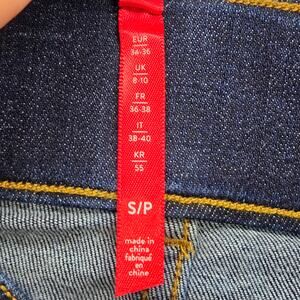 EUR
34-36
UK
8-10
FR
36-38
IT
38-40
KR
55
S/P
made in
china
fabriqué
en
chine